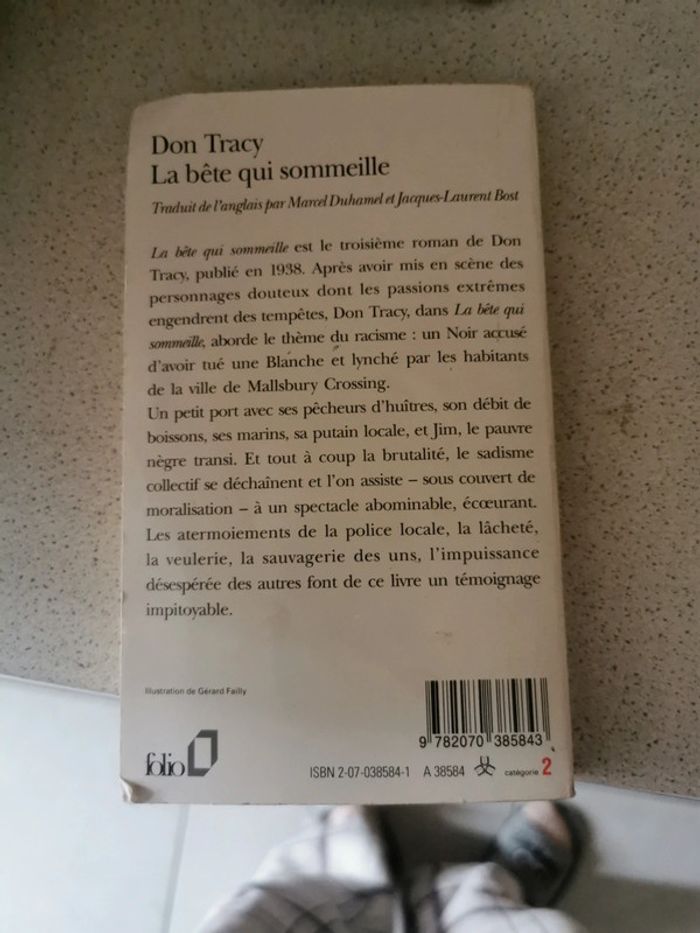 Don Tracy
La bête qui sommeille
Traduit de l'anglais par Marcel Duhamel et Jacques-Laurent Bost
La bête qui sommeille est le troisième roman de Don
Tracy, publié en 1938. Après avoir mis en scène des
personnages douteux dont les passions extrêmes
engendrent des tempêtes, Don Tracy, dans La bête qui
sommeille, aborde le thème du racisme : un Noir accusé
d'avoir tué une Blanche et lynché par les habitants
de la ville de Mallsbury Crossing.
Un petit port avec ses pêcheurs d'huîtres, son débit de
boissons, ses marins, sa putain locale, et Jim, le pauvre
nègre transi. Et tout à coup la brutalité, le sadisme
collectif se déchaînent et l'on assiste – sous couvert de
moralisation – à un spectacle abominable, écœurant.
Les atermoiements de la police locale, la lâcheté,
la veulerie, la sauvagerie des uns, l'impuissance
désespérée des autres font de ce livre un témoignage
impitoyable.
Illustration de Gérard Failly
9 782070 385843
folio
ISBN 2-07-038584-1 A 38584 catégorie 2